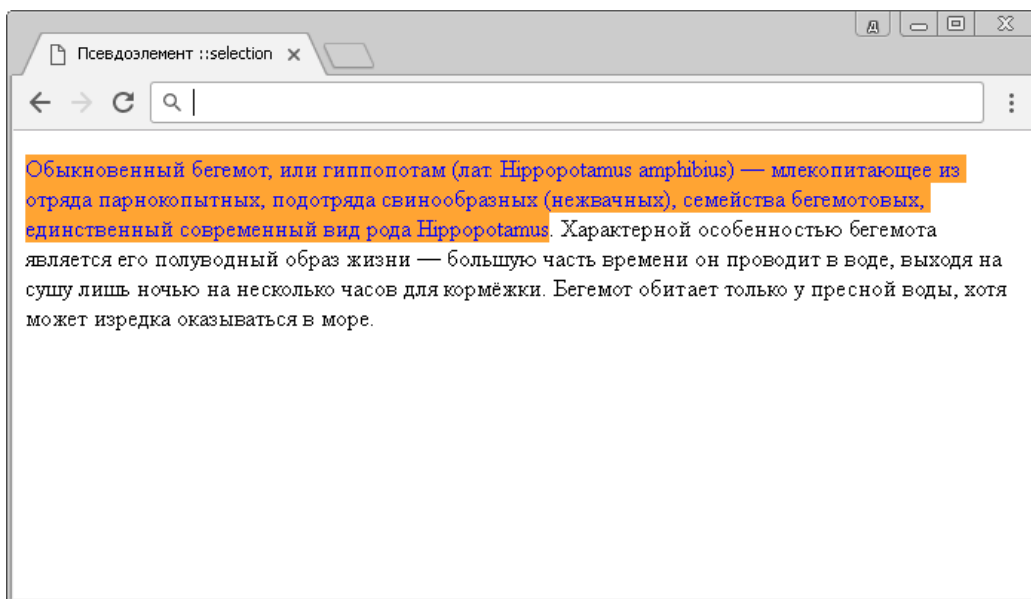 Д
Псевдоэлемент ::selection
Обыкновенный бегемот, или гиппопотам (лат. Hippopotamus amphibius) — млекопитающее из
отряда парнокопытных, подотряда свинообразных (нежвачных), семейства бегемотовых,
единственный современный вид рода Hippopotamus. Характерной особенностью бегемота
является его полуводный образ жизни — большую часть времени он проводит в воде, выходя на
сушу лишь ночью на несколько часов для кормёжки. Бегемот обитает только у пресной воды, хотя
может изредка оказываться в море.